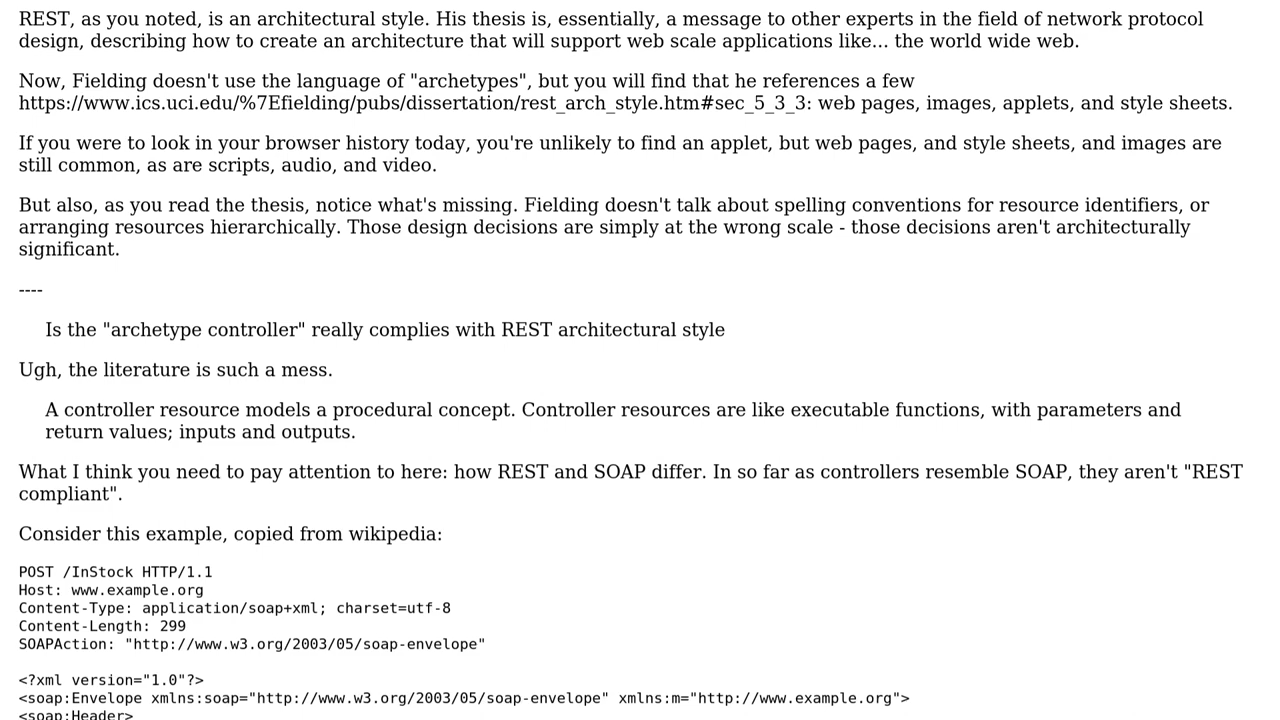 REST, as you noted, is an architectural style. His thesis is, essentially, a message to other experts in the field of network protocol
design, describing how to create an architecture that will support web scale applications like... the world wide web.
Now, Fielding doesn't use the language of "archetypes", but you will find that he references a few
https://www.ics.uci.edu/%7Efielding/pubs/dissertation/rest_arch_style.htm#sec_5_3_3: web pages, images, applets, and style sheets.
If you were to look in your browser history today, you're unlikely to find an applet, but web pages, and style sheets, and images are
still common, as are scripts, audio, and video.
But also, as you read the thesis, notice what's missing. Fielding doesn't talk about spelling conventions for resource identifiers, or
arranging resources hierarchically. Those design decisions are simply at the wrong scale - those decisions aren't architecturally
significant.
----
Is the "archetype controller" really complies with REST architectural style
Ugh, the literature is such a mess.
A controller resource models a procedural concept. Controller resources are like executable functions, with parameters and
return values; inputs and outputs.
What I think you need to pay attention to here: how REST and SOAP differ. In so far as controllers resemble SOAP, they aren't "REST
compliant".
Consider this example, copied from wikipedia:
POST /InStock HTTP/1.1
Host: www.example.org
Content-Type: application/soap+xml; charset=utf-8
Content-Length: 299
SOAPAction: "http://www.w3.org/2003/05/soap-envelope"
<?xml version="1.0"?>
<soap:Envelope xmlns:soap="http://www.w3.org/2003/05/soap-envelope" xmlns:m="http://www.example.org">
<soap:Header>